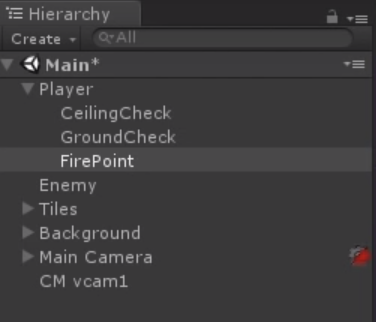 Hierarchy
Create All
Main*
Player
CeilingCheck
GroundCheck
FirePoint
Enemy
Tiles
Background
Main Camera
CM vcam1